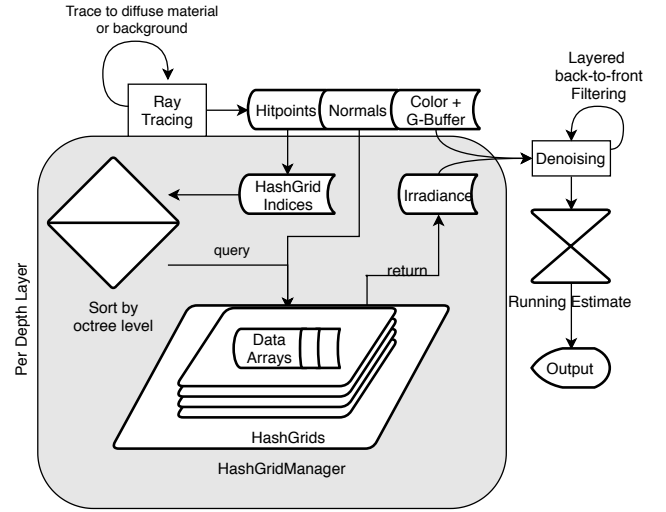 Trace to diffuse material
or background
Ray
Tracing
Hitpoints
Normals
Color +
G-Buffer
Layered
back-to-front
Filtering
Denoising
HashGrid
Indices
Irradiance
query
return
Sort by
octree level
Running Estimate
Data
Arrays
Output
HashGrids
HashGridManager
Per Depth Layer